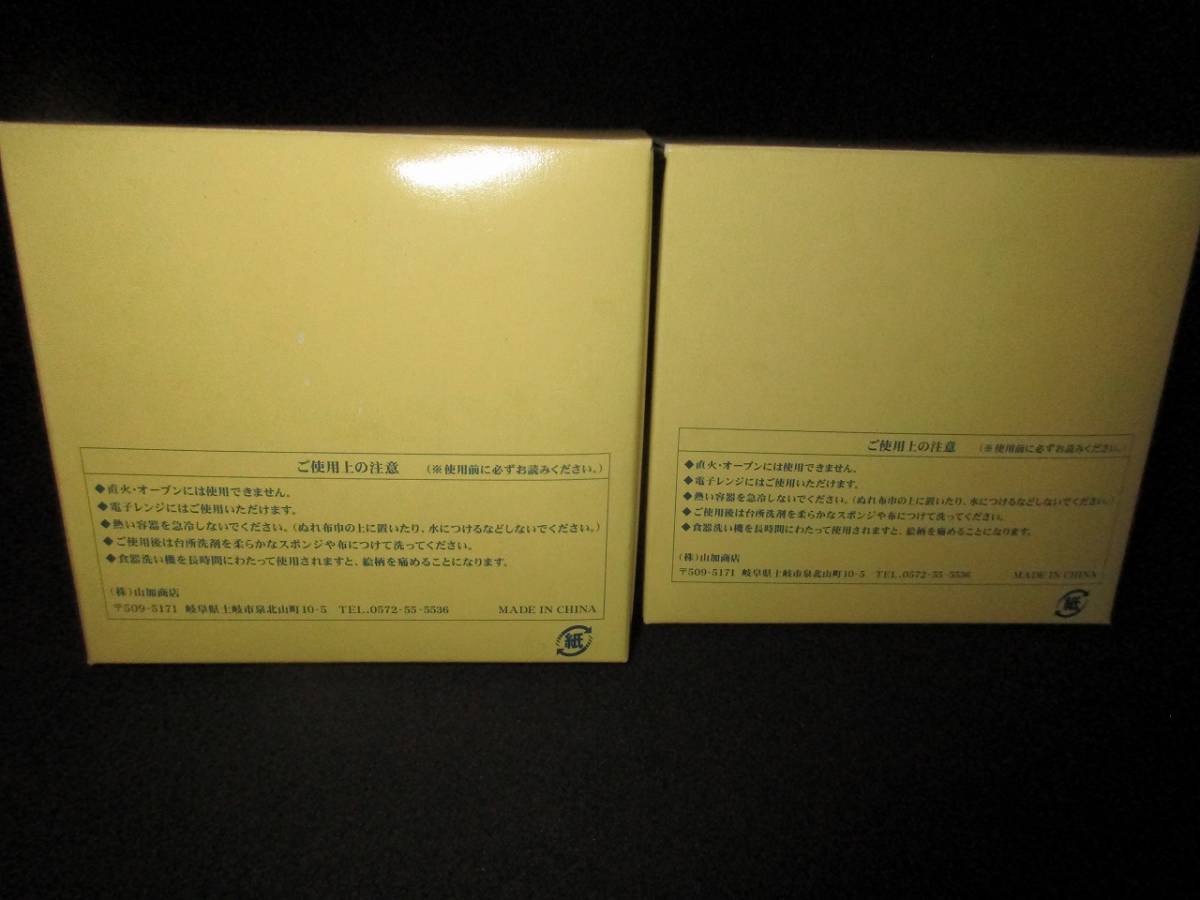 ご使用上の注意 (※使用前に必ずお読みください。)
◆直火・オーブンには使用できません。
◆電子レンジにはご使用いただけます。
◆熱い容器を急冷しないでください。(ぬれ布巾の上に置いたり、水につけるなどしないでください。)
◆ご使用後は台所洗剤を柔らかなスポンジや布につけて洗ってください。
◆食器洗い機を長時間にわたって使用されますと、絵柄を痛めることになります。
(株)山加商店
〒509-5171 岐阜県土岐市泉北山町10-5 TEL.0572-55-5536 MADE IN CHINA
紙
ご使用上の注意 (※使用前に必ずお読みください。)
◆直火・オーブンには使用できません。
◆電子レンジにはご使用いただけます。
◆熱い容器を急冷しないでください。(ぬれ布巾の上に置いたり、水につけるなどしないでください。)
◆ご使用後は台所洗剤を柔らかなスポンジや布につけて洗ってください。
◆食器洗い機を長時間にわたって使用されますと、絵柄を痛めることになります。
(株)山加商店
〒509-5171 岐阜県土岐市泉北山町10-5 TEL.0572-55-5536 MADE IN CHINA
紙